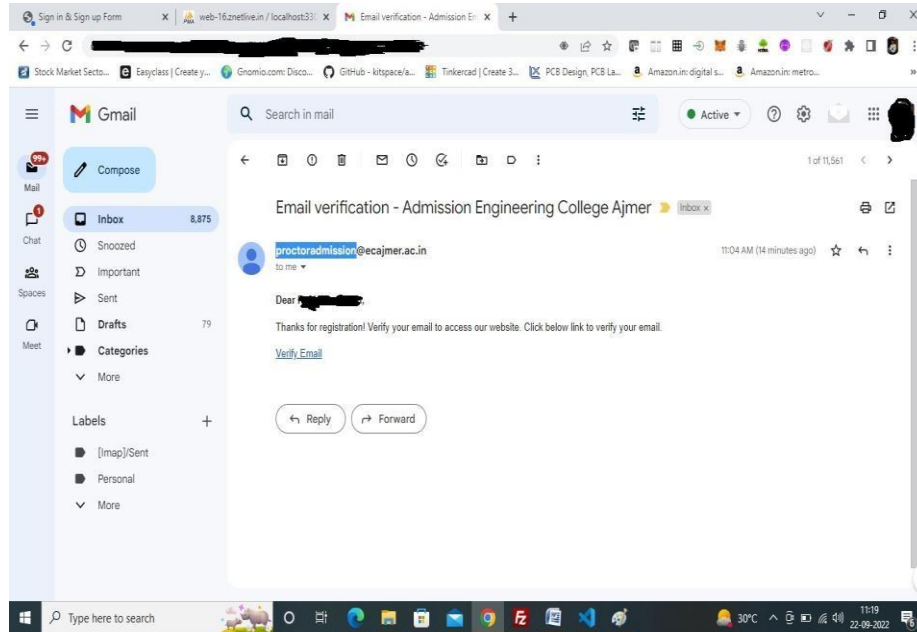 Sign in & Sign up Form
web-16.znetlive.in / localhost:33
Email verification - Admission En
Stock Market Secto...
Easyclass | Create y...
Gnomio.com: Disco...
GitHub - kitspace/a...
Tinkercad | Create 3...
PCB Design, PCB La...
Amazon.in: digital s...
Amazon.in: metro...
Gmail
Search in mail
Active
99+
Mail
Compose
1 of 11,561
Inbox 8,875
Chat
Snoozed
Important
Spaces
Sent
Drafts 79
Meet
Categories
More
Labels
[Imap]/Sent
Personal
More
Email verification - Admission Engineering College Ajmer Inbox x
proctoradmission@ecajmer.ac.in 11:04 AM (14 minutes ago)
to me
Dear
Thanks for registration! Verify your email to access our website. Click below link to verify your email.
Verify Email
Reply
Forward
Type here to search
30°C
11:19
22-09-2022